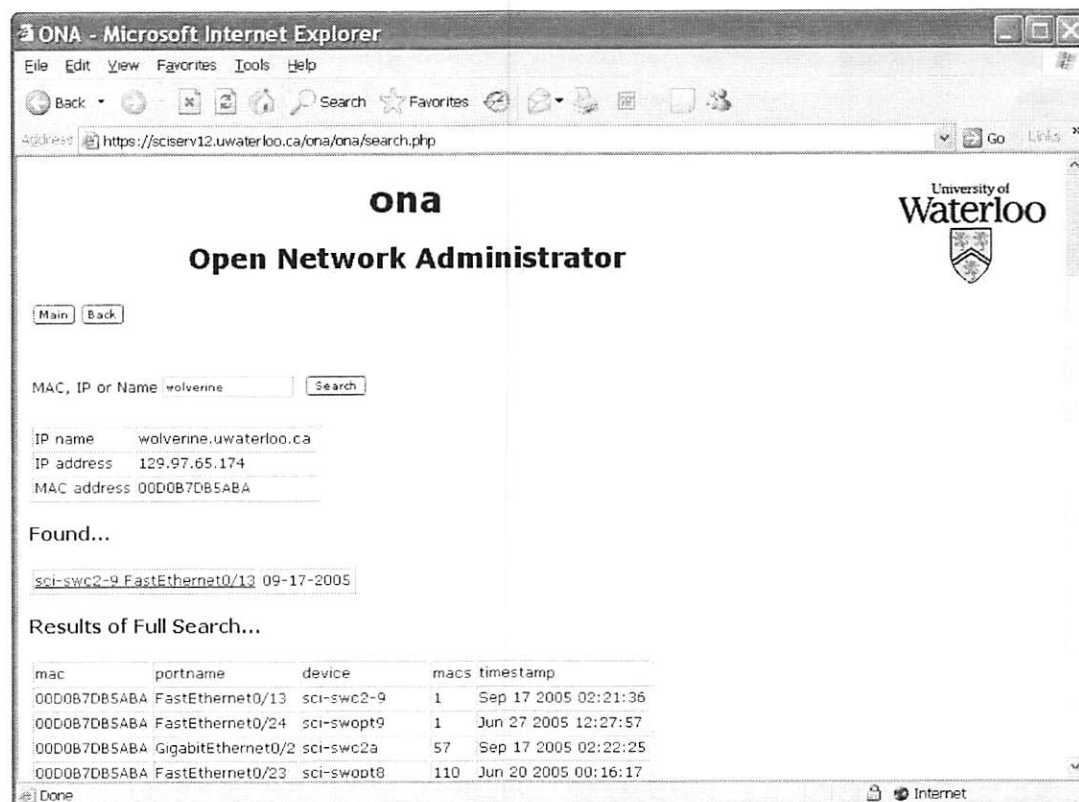 ONA - Microsoft Internet Explorer
File Edit View Favorites Tools Help
Back Search Favorites
Address https://sciserv12.uwaterloo.ca/ona/ona/search.php Go Links »
ona
University of
Waterloo
Open Network Administrator
Main Back
MAC, IP or Name wolverine Search
IP name wolverine.uwaterloo.ca
IP address 129.97.65.174
MAC address 00D0B7DB5ABA
Found...
sci-swc2-9 FastEthernet0/13 09-17-2005
Results of Full Search...
mac portname device macs timestamp
00D0B7DB5ABA FastEthernet0/13 sci-swc2-9 1 Sep 17 2005 02:21:36
00D0B7DB5ABA FastEthernet0/24 sci-swopt9 1 Jun 27 2005 12:27:57
00D0B7DB5ABA GigabitEthernet0/2 sci-swc2a 57 Sep 17 2005 02:22:25
00D0B7DB5ABA FastEthernet0/23 sci-swopt8 110 Jun 20 2005 00:16:17
Done Internet